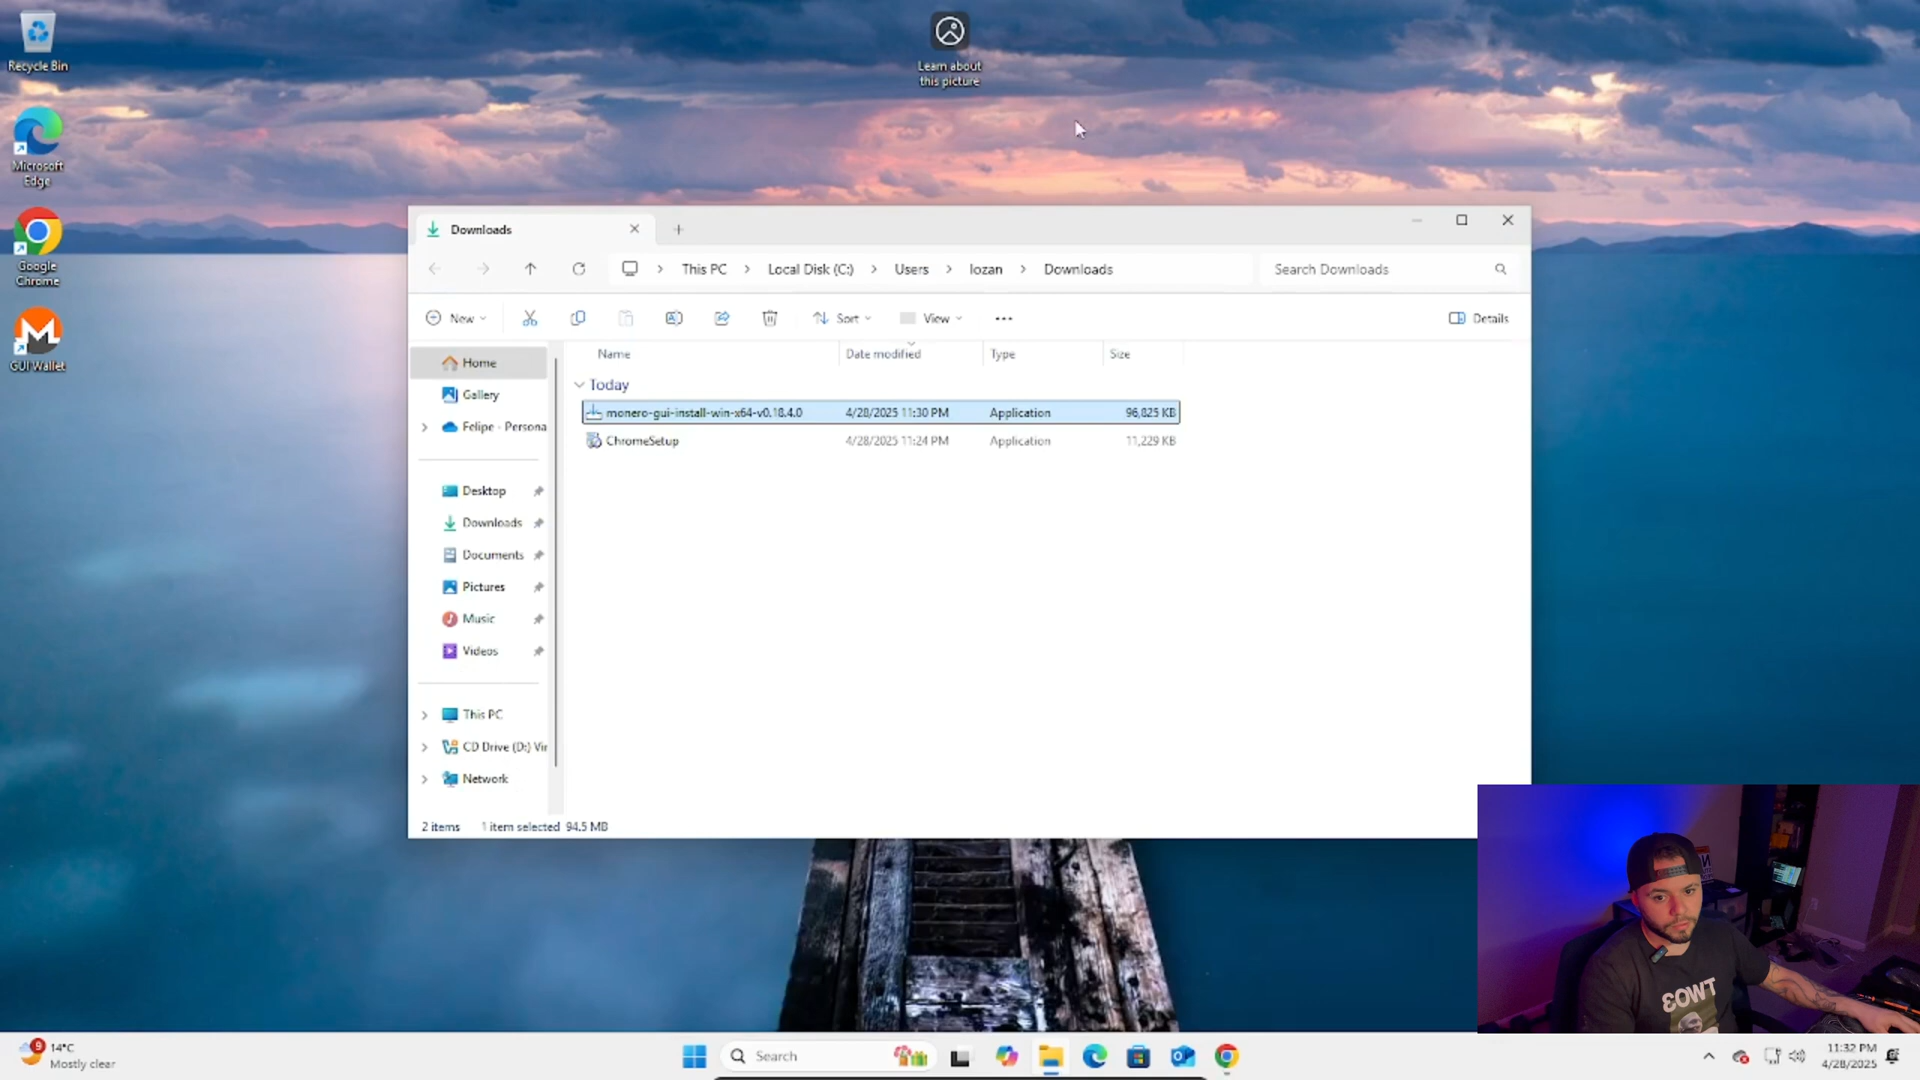 Recycle Bin
Learn about
this picture
Microsoft
Edge
Google
Chrome
GUI Wallet
Downloads
This PC
Local Disk (C:)
Users
lozan
Downloads
Search Downloads
New
Sort
View
Details
Name
Date modified
Type
Size
Today
monero-gui-install-win-x64-v0.18.4.0
4/28/2025 11:30 PM
Application
96,825 KB
ChromeSetup
4/28/2025 11:24 PM
Application
11,229 KB
Home
Gallery
Felipe - Persona
Desktop
Downloads
Documents
Pictures
Music
Videos
This PC
CD Drive (D:) Vir
Network
2 items
1 item selected 94.5 MB
9
14°C
Mostly clear
Search
11:32 PM
4/28/2025